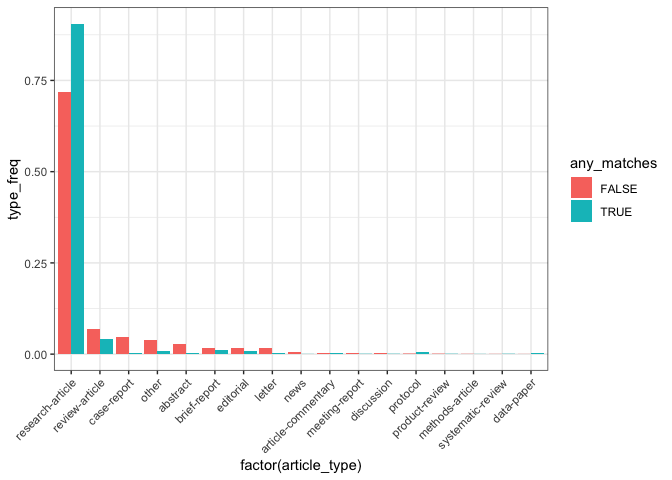 0.75
0.50
0.25
0.00
type_freq
research-article
review-article
case-report
other
abstract
brief-report
editorial
letter
news
article-commentary
meeting-report
discussion
protocol
product-review
methods-article
systematic-review
data-paper
factor(article_type)
any_matches
FALSE
TRUE